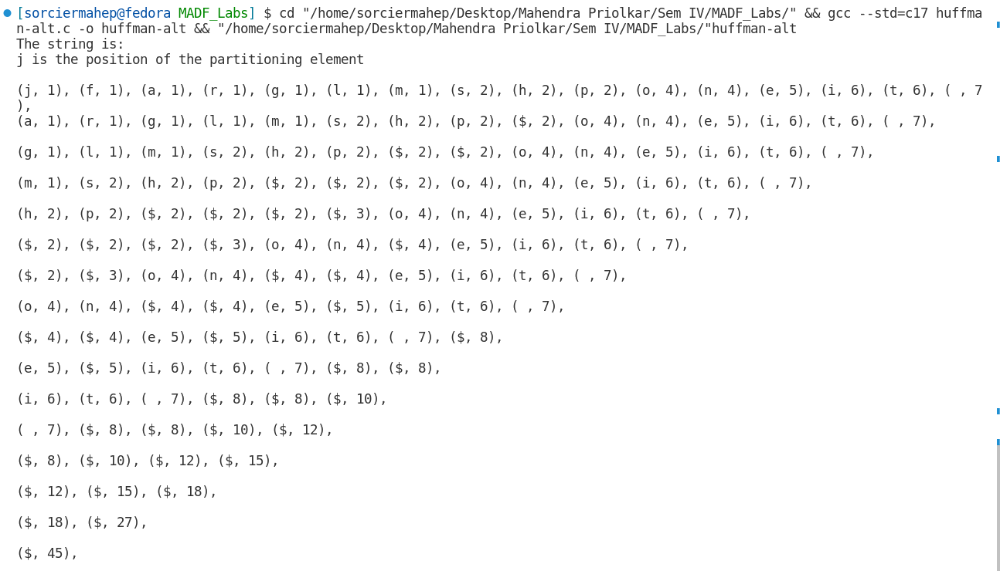 [sorciermahep@fedora MADF_Labs] $ cd "/home/sorciermahep/Desktop/Mahendra Priolkar/Sem IV/MADF_Labs/" && gcc --std=c17 huffma
n-alt.c -o huffman-alt && "/home/sorciermahep/Desktop/Mahendra Priolkar/Sem IV/MADF_Labs/"huffman-alt
The string is:
j is the position of the partitioning element
(j, 1), (f, 1), (a, 1), (r, 1), (g, 1), (l, 1), (m, 1), (s, 2), (h, 2), (p, 2), (o, 4), (n, 4), (e, 5), (i, 6), (t, 6), ( , 7
),
(a, 1), (r, 1), (g, 1), (l, 1), (m, 1), (s, 2), (h, 2), (p, 2), ($, 2), (o, 4), (n, 4), (e, 5), (i, 6), (t, 6), ( , 7),
(g, 1), (l, 1), (m, 1), (s, 2), (h, 2), (p, 2), ($, 2), ($, 2), (o, 4), (n, 4), (e, 5), (i, 6), (t, 6), ( , 7),
(m, 1), (s, 2), (h, 2), (p, 2), ($, 2), ($, 2), ($, 2), (o, 4), (n, 4), (e, 5), (i, 6), (t, 6), ( , 7),
(h, 2), (p, 2), ($, 2), ($, 2), ($, 2), ($, 3), (o, 4), (n, 4), (e, 5), (i, 6), (t, 6), ( , 7),
($, 2), ($, 2), ($, 2), ($, 3), (o, 4), (n, 4), ($, 4), (e, 5), (i, 6), (t, 6), ( , 7),
($, 2), ($, 3), (o, 4), (n, 4), ($, 4), ($, 4), (e, 5), (i, 6), (t, 6), ( , 7),
(o, 4), (n, 4), ($, 4), ($, 4), (e, 5), ($, 5), (i, 6), (t, 6), ( , 7),
($, 4), ($, 4), (e, 5), ($, 5), (i, 6), (t, 6), ( , 7), ($, 8),
(e, 5), ($, 5), (i, 6), (t, 6), ( , 7), ($, 8), ($, 8),
(i, 6), (t, 6), ( , 7), ($, 8), ($, 8), ($, 10),
( , 7), ($, 8), ($, 8), ($, 10), ($, 12),
($, 8), ($, 10), ($, 12), ($, 15),
($, 12), ($, 15), ($, 18),
($, 18), ($, 27),
($, 45),